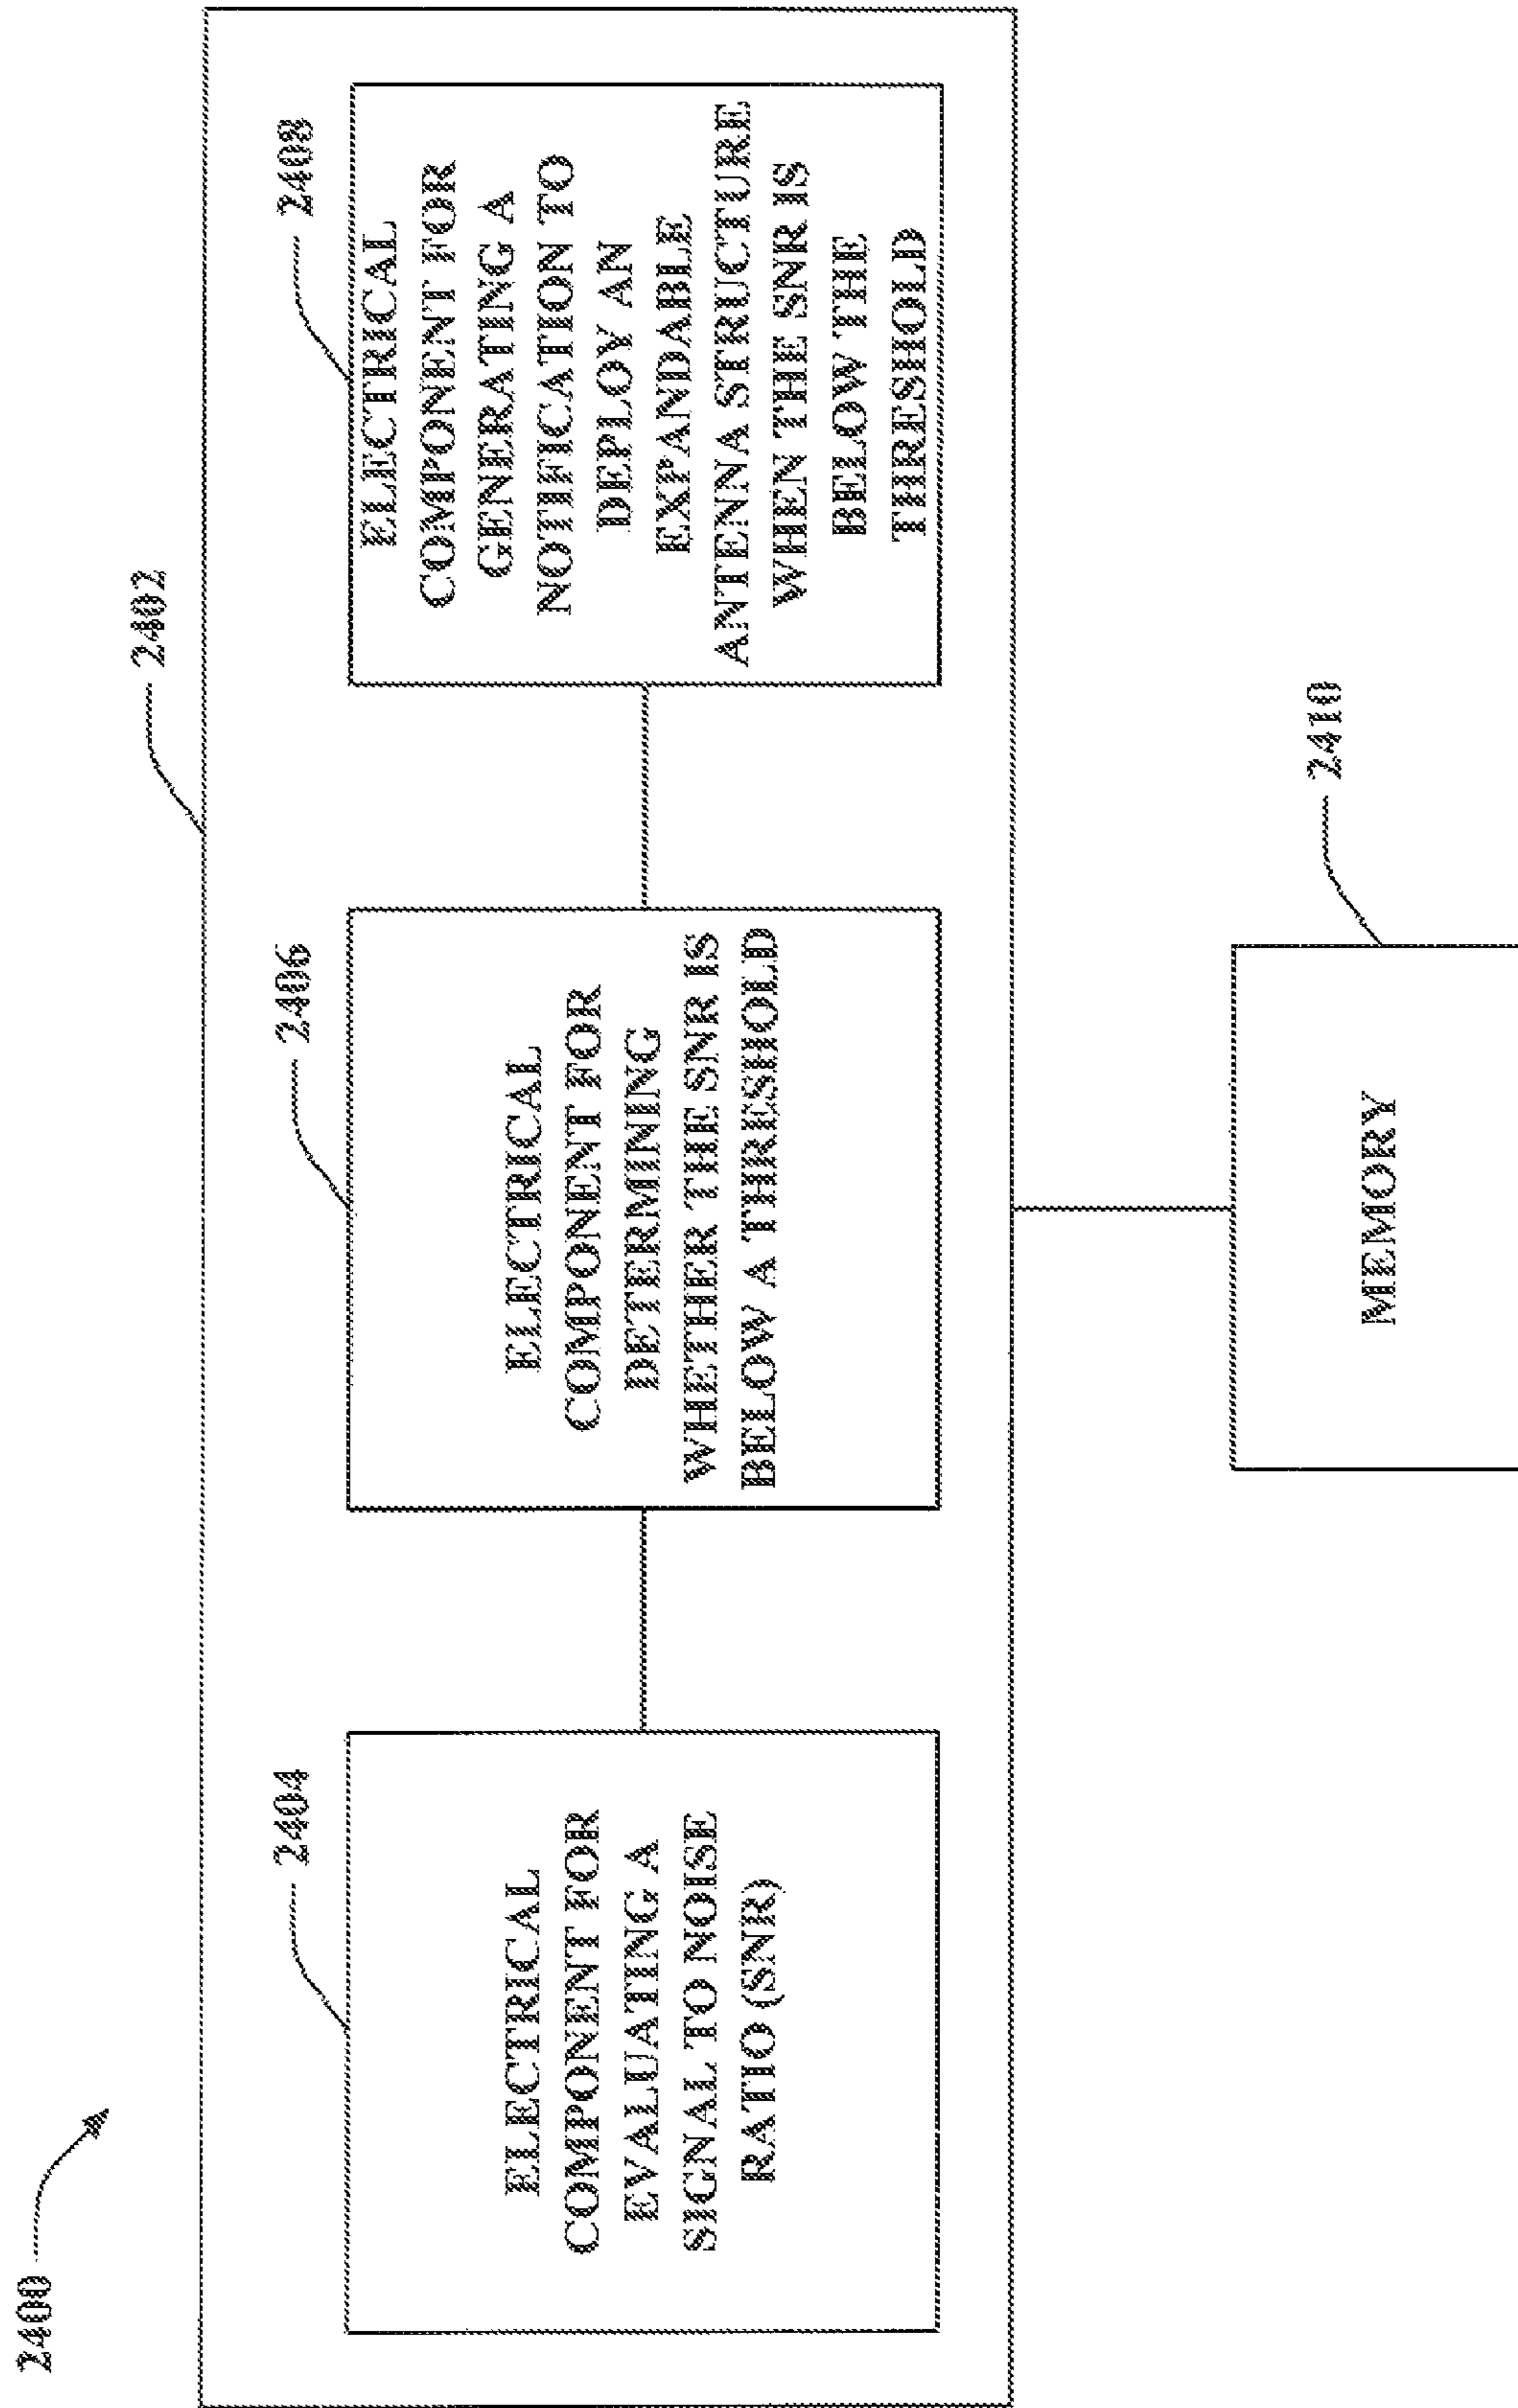 2400
2402
2404
ELECTRICAL
COMPONENT FOR
EVALUATING A
SIGNAL TO NOISE
RATIO (SNR)
2406
ELECTRICAL
COMPONENT FOR
DETERMINING
WHETHER THE SNR IS
BELOW A THRESHOLD
2408
ELECTRICAL
COMPONENT FOR
GENERATING A
NOTIFICATION TO
DEPLOY AN
EXPANDABLE
ANTENNA STRUCTURE
WHEN THE SNR IS
BELOW THE
THRESHOLD
2410
MEMORY